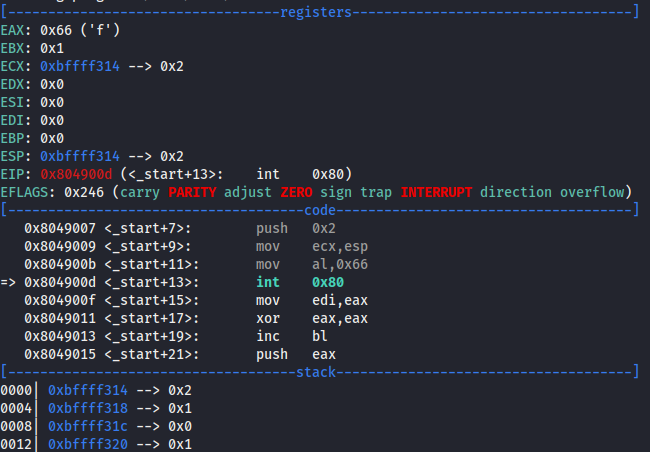 [----------------------------------registers-----------------------------------]
EAX: 0x66 ('f')
EBX: 0x1
ECX: 0xbffff314 --> 0x2
EDX: 0x0
ESI: 0x0
EDI: 0x0
EBP: 0x0
ESP: 0xbffff314 --> 0x2
EIP: 0x804900d (<_start+13>:    int    0x80)
EFLAGS: 0x246 (carry PARITY adjust ZERO sign trap INTERRUPT direction overflow)
[-------------------------------------code-------------------------------------]
   0x8049007 <_start+7>:        push   0x2
   0x8049009 <_start+9>:        mov    ecx,esp
   0x804900b <_start+11>:       mov    al,0x66
=> 0x804900d <_start+13>:       int    0x80
   0x804900f <_start+15>:       mov    edi,eax
   0x8049011 <_start+17>:       xor    eax,eax
   0x8049013 <_start+19>:       inc    bl
   0x8049015 <_start+21>:       push   eax
[------------------------------------stack-------------------------------------]
0000| 0xbffff314 --> 0x2
0004| 0xbffff318 --> 0x1
0008| 0xbffff31c --> 0x0
0012| 0xbffff320 --> 0x1